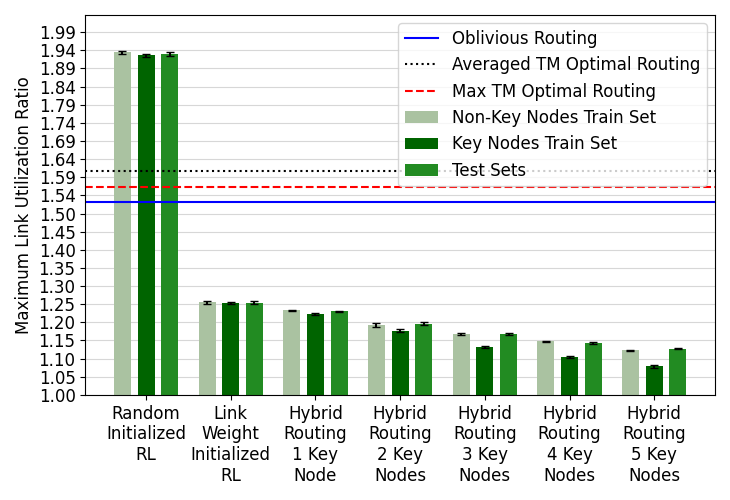 Maximum Link Utilization Ratio
1.99
1.94
1.89
1.84
1.79
1.74
1.69
1.64
1.59
1.54
1.50
1.45
1.40
1.35
1.30
1.25
1.20
1.15
1.10
1.05
1.00
Oblivious Routing
Averaged TM Optimal Routing
Max TM Optimal Routing
Non-Key Nodes Train Set
Key Nodes Train Set
Test Sets
Random
Initialized
RL
Link
Weight
Initialized
RL
Hybrid
Routing
1 Key
Node
Hybrid
Routing
2 Key
Nodes
Hybrid
Routing
3 Key
Nodes
Hybrid
Routing
4 Key
Nodes
Hybrid
Routing
5 Key
Nodes